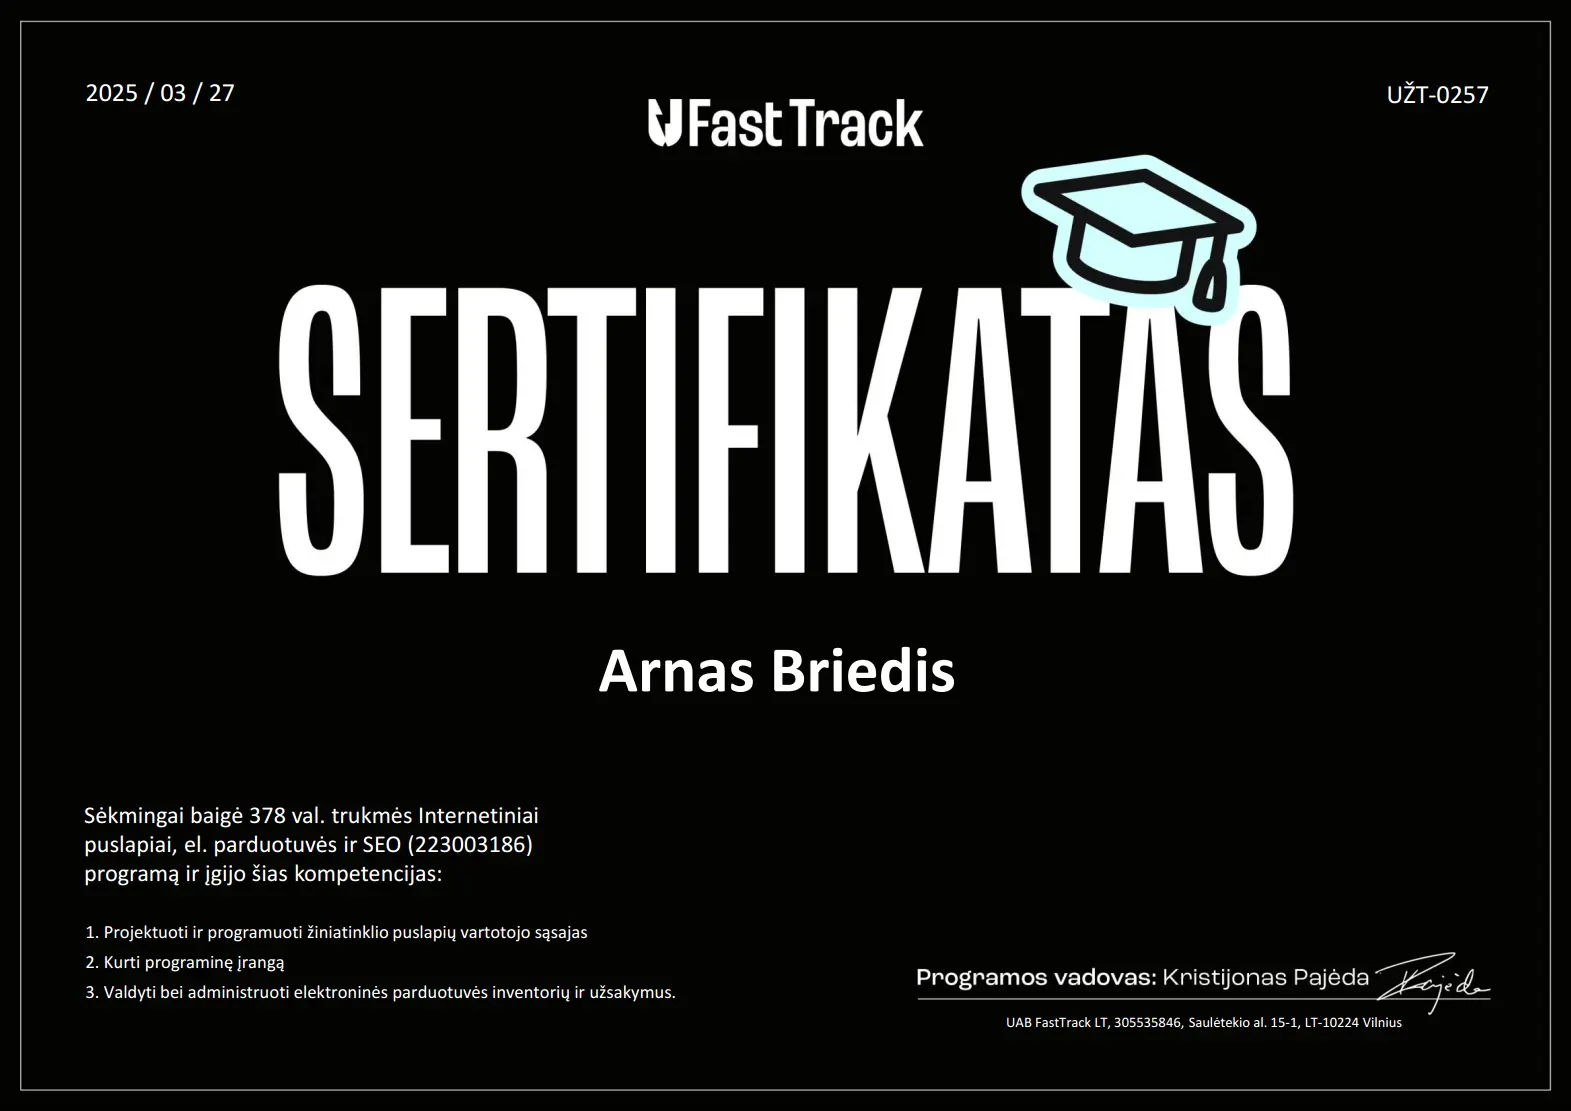 2025 / 03 / 27
UŽT-0257
Fast Track
SERTIFIKATAS
Arnas Briedis
Sėkmingai baigė 378 val. trukmės Internetiniai
puslapiai, el. parduotuvės ir SEO (223003186)
programą ir įgijo šias kompetencijas:
1. Projektuoti ir programuoti žiniatinklio puslapių vartotojo sąsajas
2. Kurti programinę įrangą
3. Valdyti bei administruoti elektroninės parduotuvės inventorių ir užsakymus.
Programos vadovas: Kristijonas Pajėda Pajėda
UAB FastTrack LT, 305535846, Saulėtekio al. 15-1, LT-10224 Vilnius